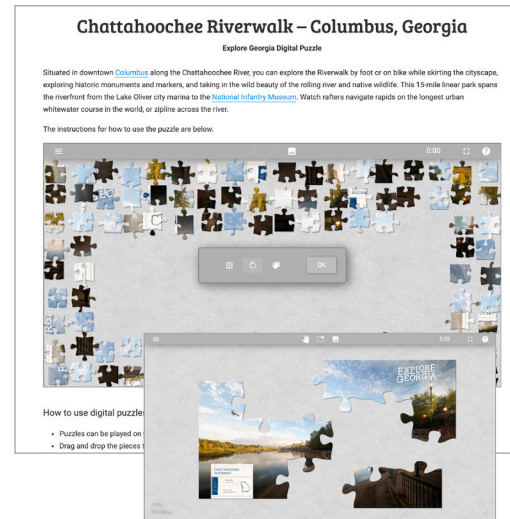 Chattahoochee Riverwalk – Columbus, Georgia
Explore Georgia Digital Puzzle
Situated in downtown Columbus along the Chattahoochee River, you can explore the Riverwalk by foot or on bike while skirting the cityscape,
exploring historic monuments and markers, and taking in the wild beauty of the rolling river and native wildlife. This 15-mile linear park spans
the riverfront from the Lake Oliver city marina to the National Infantry Museum. Watch rafters navigate rapids on the longest urban
whitewater course in the world, or zipline across the river.
The instructions for how to use the puzzle are below.
0:00
OK
5:03
EXPLORE
GEORGIA
CHATTAHOOCHEE
RIVERWALK
How to use digital puzzles
• Puzzles can be played on
• Drag and drop the pieces